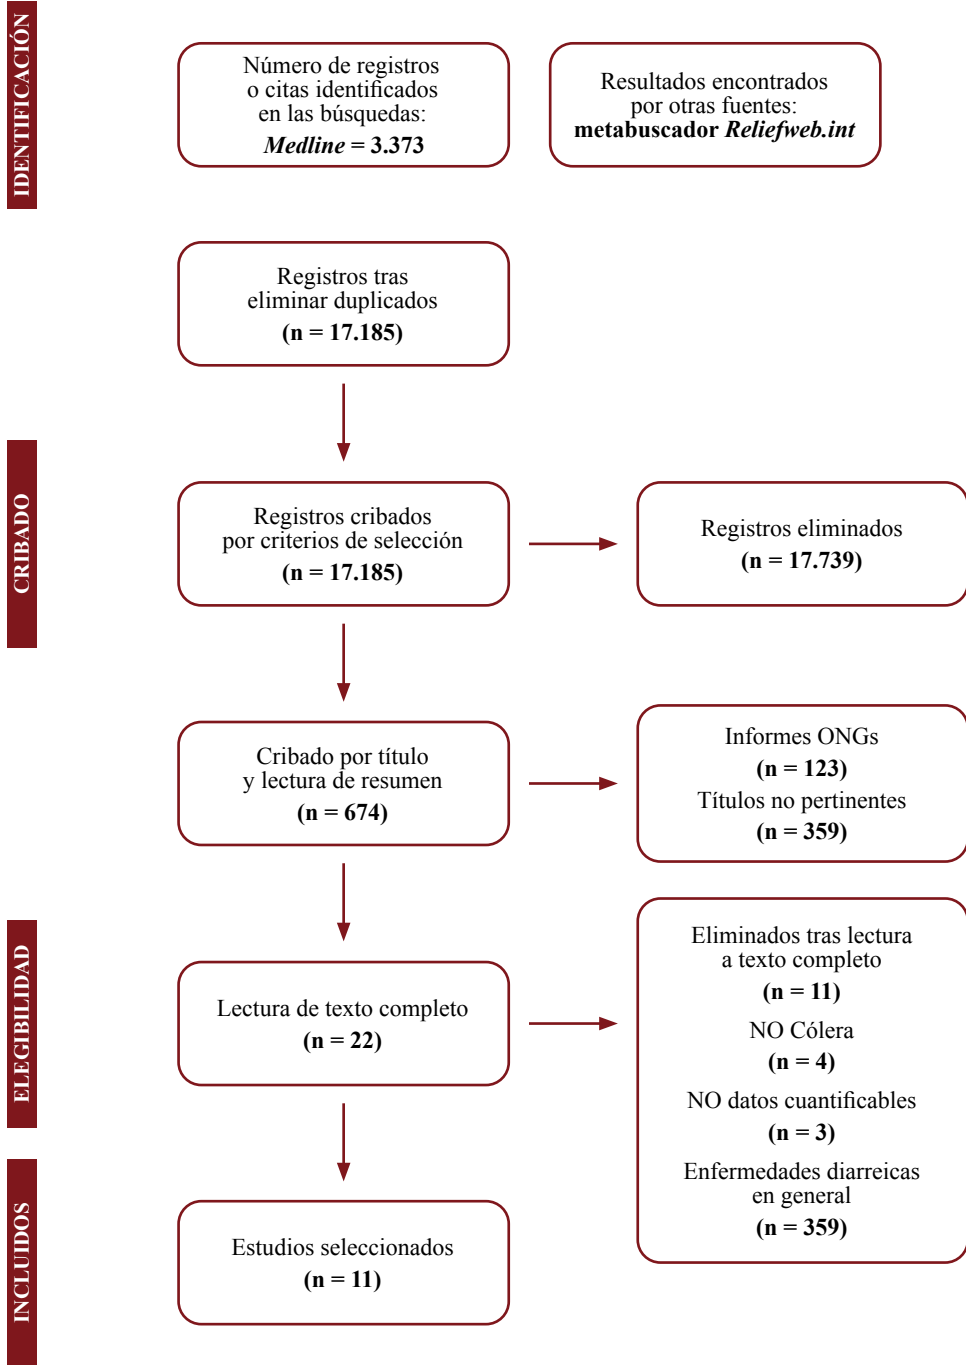 IDENTIFICACIÓN
Número de registros
o citas identificados
en las búsquedas:
Medline = 3.373
Resultados encontrados
por otras fuentes:
metabuscador Reliefweb.int
Registros tras
eliminar duplicados
(n = 17.185)
CRIBADO
Registros cribados
por criterios de selección
(n = 17.185)
Registros eliminados
(n = 17.739)
Cribado por título
y lectura de resumen
(n = 674)
Informes ONGs
(n = 123)
Títulos no pertinentes
(n = 359)
ELEGIBILIDAD
Lectura de texto completo
(n = 22)
Eliminados tras lectura
a texto completo
(n = 11)
NO Cólera
(n = 4)
NO datos cuantificables
(n = 3)
Enfermedades diarreicas
en general
(n = 359)
INCLUIDOS
Estudios seleccionados
(n = 11)